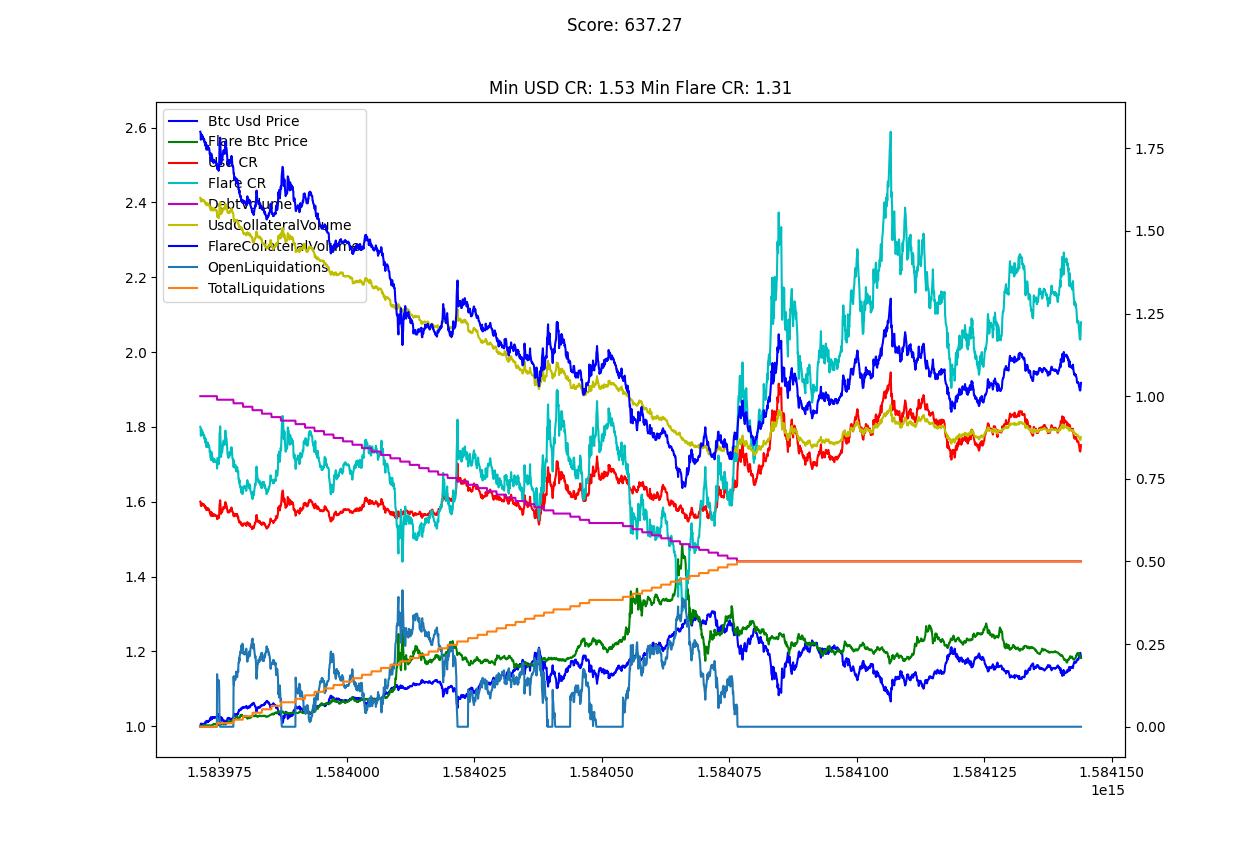 Score: 637.27
Min USD CR: 1.53 Min Flare CR: 1.31
Btc Usd Price
Flare Btc Price
Usd CR
Flare CR
DebtVolume
UsdCollateralVolume
FlareCollateralVolume
OpenLiquidations
TotalLiquidations
2.6
2.4
2.2
2.0
1.8
1.6
1.4
1.2
1.0
1.75
1.50
1.25
1.00
0.75
0.50
0.25
0.00
1.583975 1.584000 1.584025 1.584050 1.584075 1.584100 1.584125 1.584150
1e15